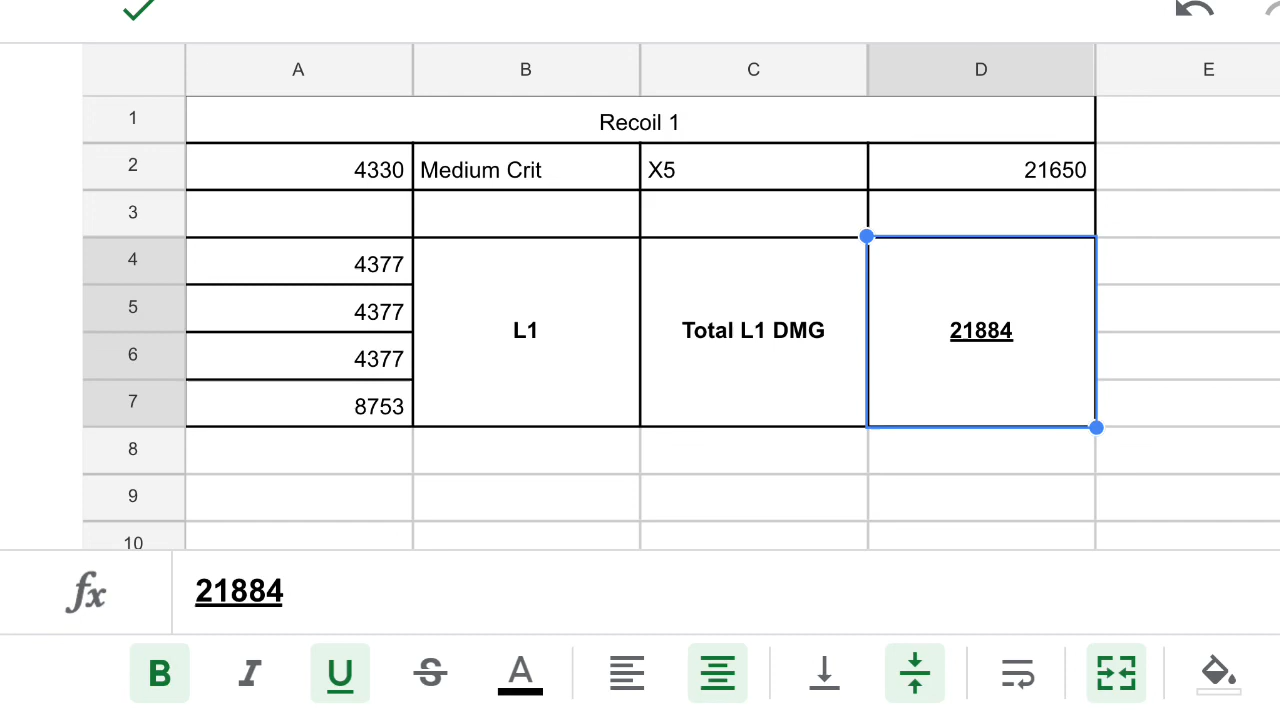 A B C D E
1 Recoil 1
2 4330 Medium Crit X5 21650
3
4 4377
5 4377
L1 Total L1 DMG 21884
6 4377
7 8753
8
9
10
fx 21884
B I U S A